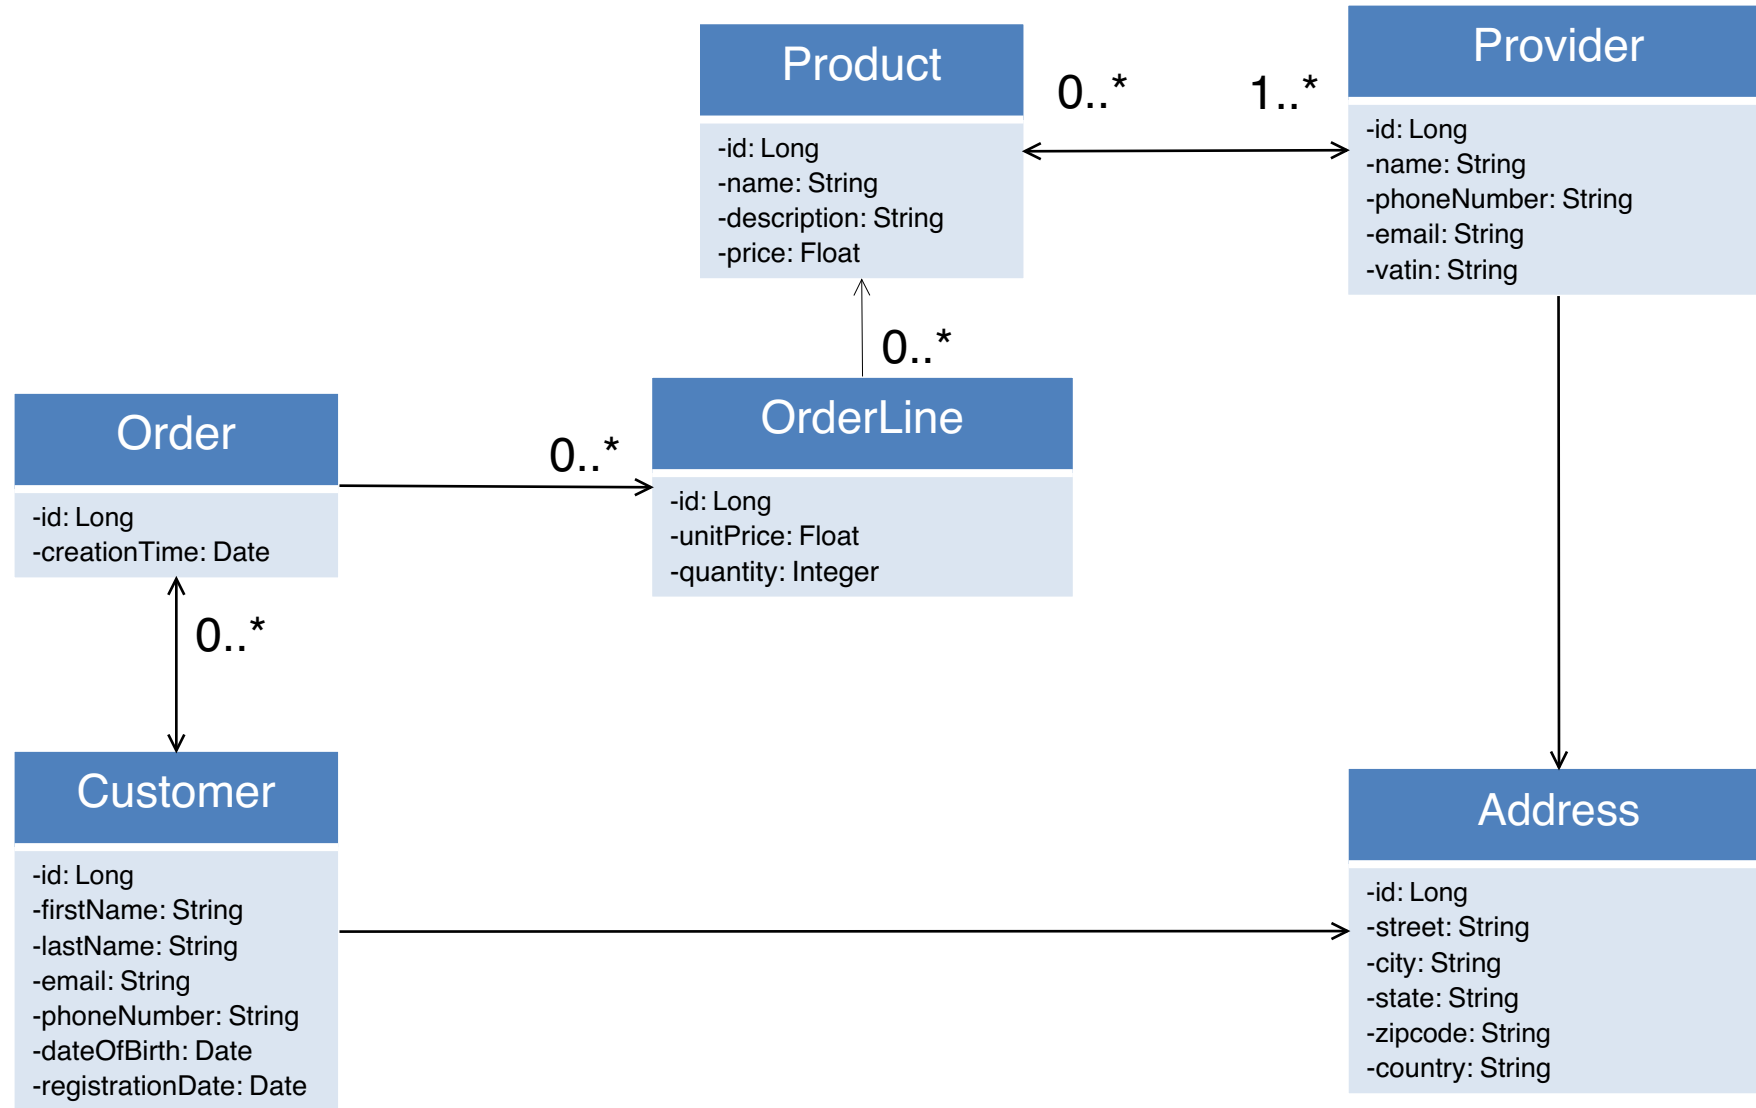 Product
-id: Long
-name: String
-description: String
-price: Float
0..*
1..*
Provider
-id: Long
-name: String
-phoneNumber: String
-email: String
-vatin: String
0..*
Order
-id: Long
-creationTime: Date
0..*
OrderLine
-id: Long
-unitPrice: Float
-quantity: Integer
0..*
Customer
-id: Long
-firstName: String
-lastName: String
-email: String
-phoneNumber: String
-dateOfBirth: Date
-registrationDate: Date
Address
-id: Long
-street: String
-city: String
-state: String
-zipcode: String
-country: String